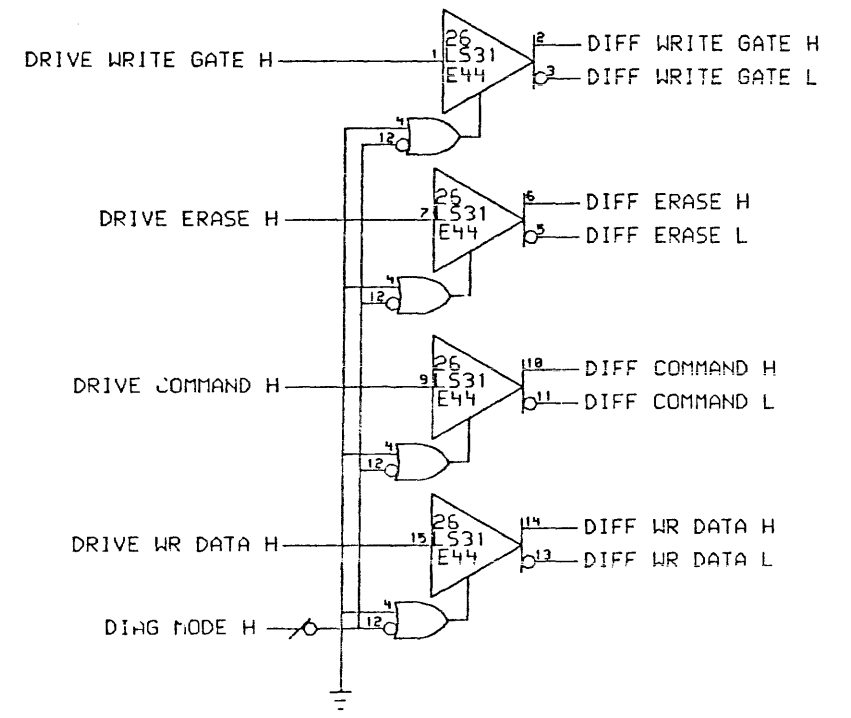 26
LS31
E44
DRIVE WRITE GATE H
1
2
DIFF WRITE GATE H
3
DIFF WRITE GATE L
4
12
26
LS31
E44
DRIVE ERASE H
7
6
DIFF ERASE H
5
DIFF ERASE L
4
12
26
LS31
E44
DRIVE COMMAND H
9
10
DIFF COMMAND H
11
DIFF COMMAND L
4
12
26
LS31
E44
DRIVE WR DATA H
15
14
DIFF WR DATA H
13
DIFF WR DATA L
4
12
DIAG MODE H